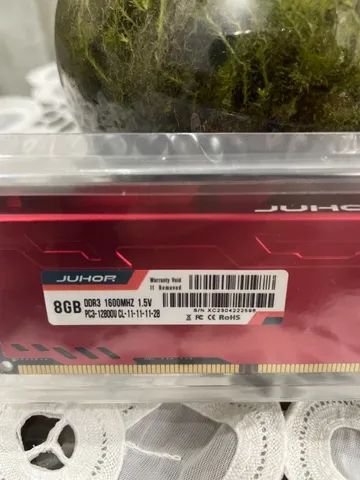 JUHOR
JUHOR
Warranty Void
If Removed
8GB DDR3 1600MHZ 1.5V
PC3-12800U CL-11-11-11-28
S/N XC2304222596
CE RoHS